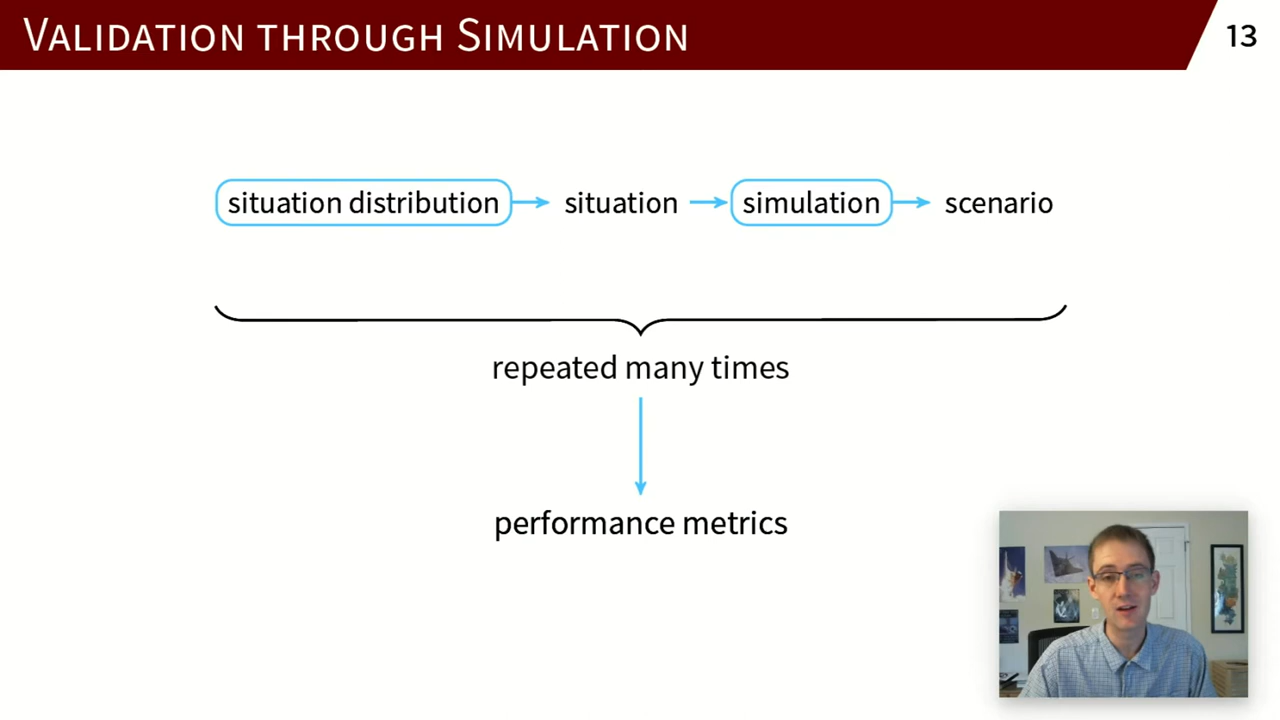 Validation through Simulation
13
situation distribution situation simulation scenario
repeated many times
performance metrics